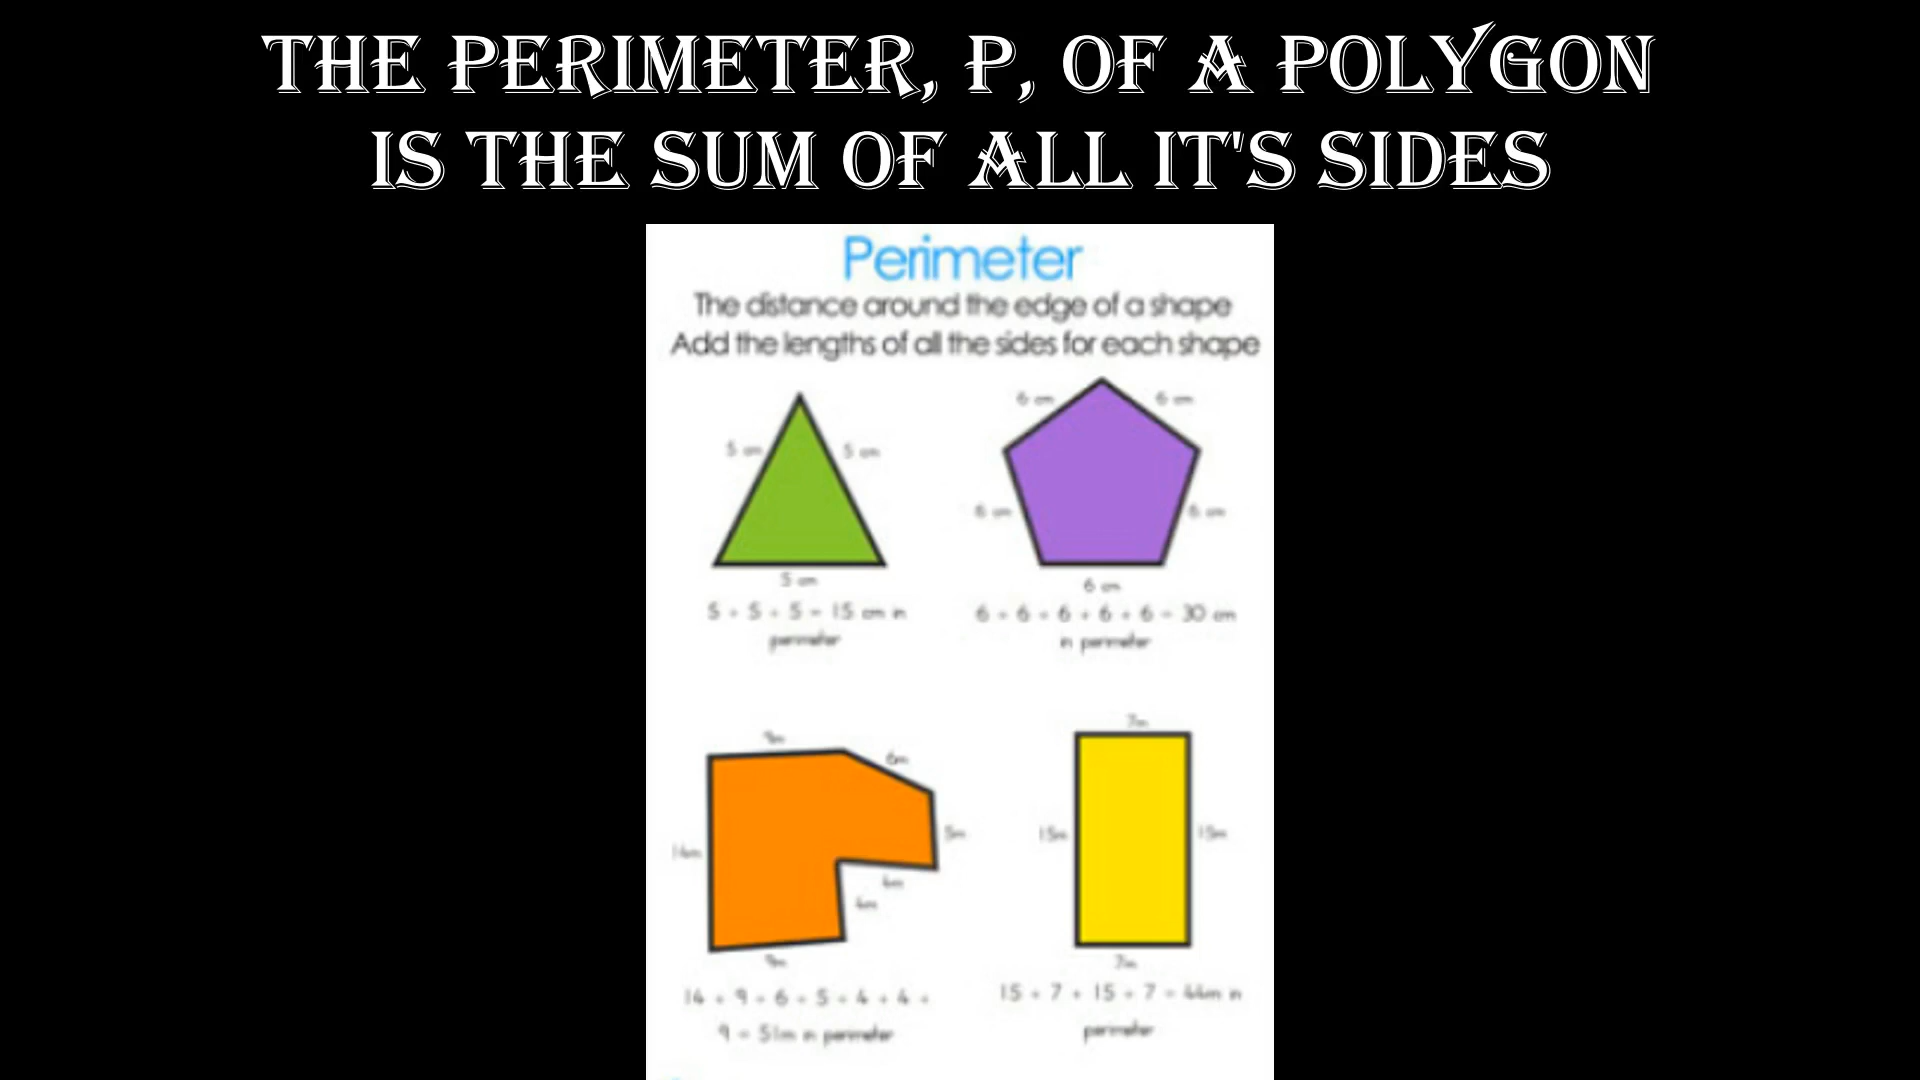 THE PERIMETER, P, OF A POLYGON
IS THE SUM OF ALL IT'S SIDES
Perimeter
The distance around the edge of a shape
Add the lengths of all the sides for each shape
6 cm 6 cm
5 cm 5 cm
6 cm 6 cm
5 cm
6 cm
5 + 5 + 5 = 15 cm in
perimeter
6 + 6 + 6 + 6 + 6 = 30 cm
in perimeter
7m
9m
6m
5m
15m 15m
14m
4m
4m
9m
7m
14 + 9 + 6 + 5 + 4 + 4 +
9 = 51m in perimeter
15 + 7 + 15 + 7 = 44m in
perimeter